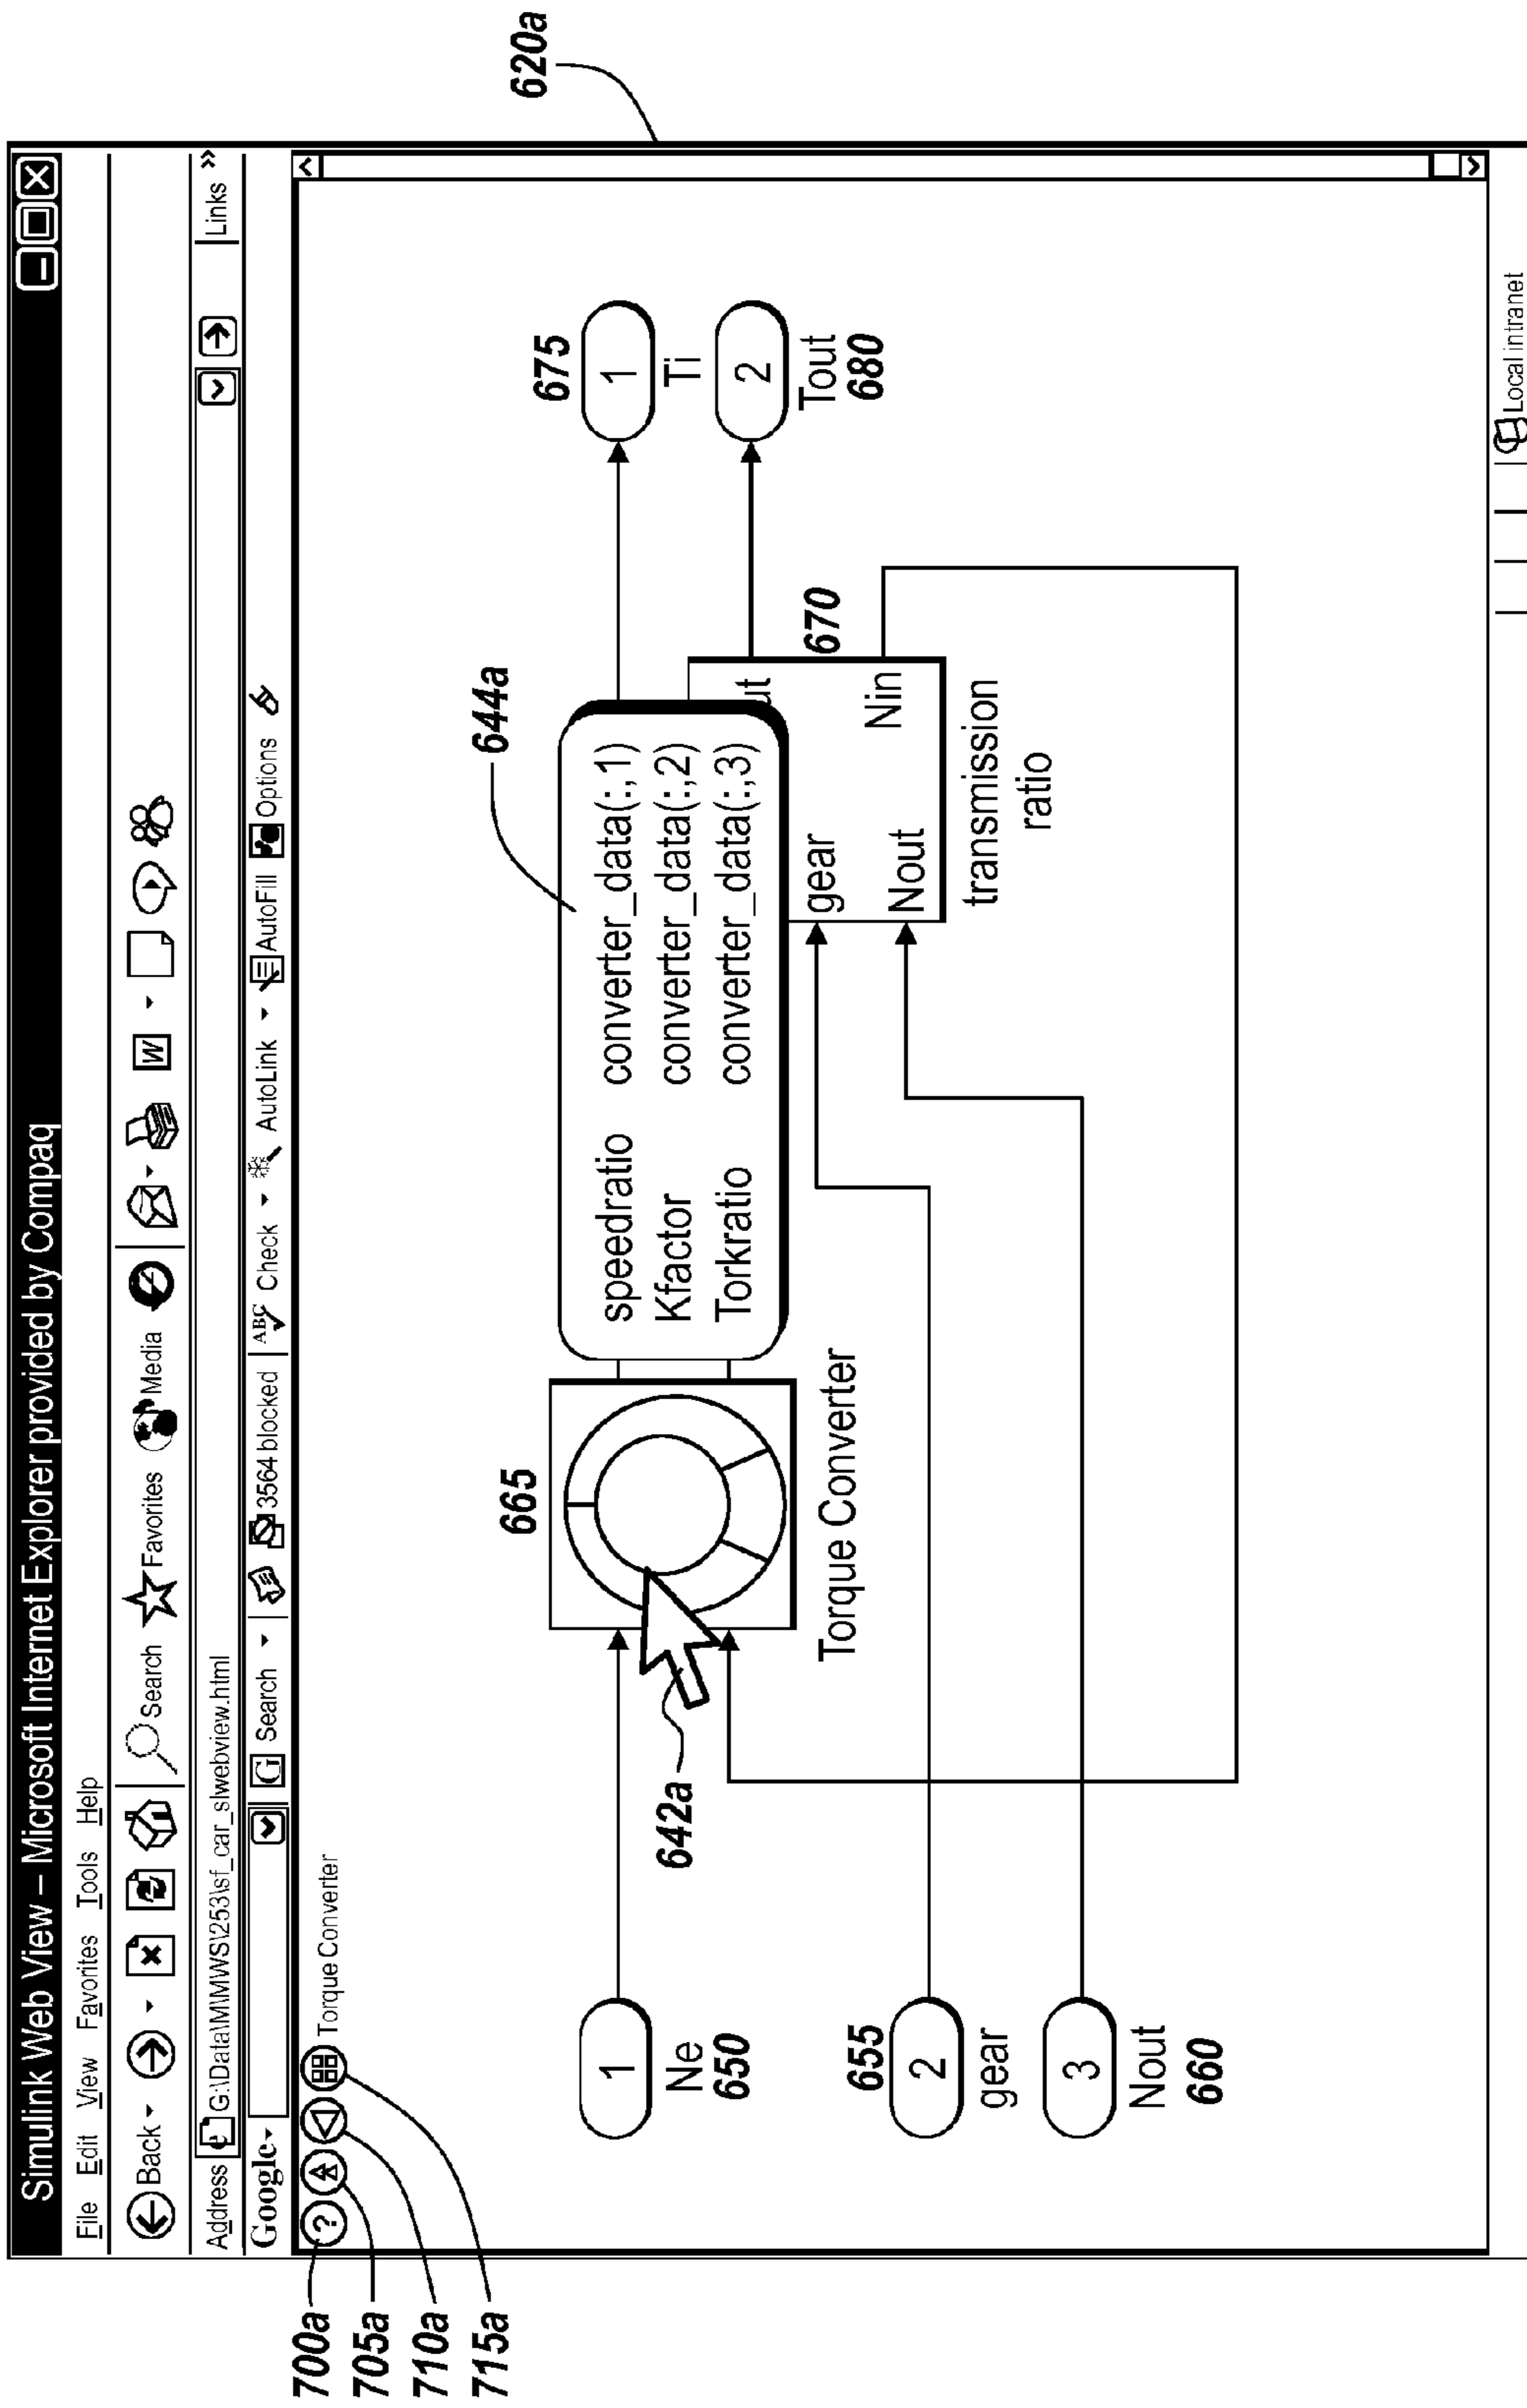 Simulink Web View – Microsoft Internet Explorer provided by Compaq
File Edit View Favorites Tools Help
Back Search Favorites Media W
Address e G:\Data\M\MWS\253\sf_car_slwebview.html Links »
Google G Search 3564 blocked ABC Check AutoLink AutoFill Options
? Torque Converter
700a
705a
710a
715a
620a
644a
665
675
1
Ne
650
speedratio converter_data(:,1)
Kfactor converter_data(:,2)
Torkratio converter_data(:,3)
1
Ti
642a
ut
2
Tout
680
Torque Converter
670
655
2
gear
gear
Nin
Nout
transmission
ratio
3
Nout
660
Local intranet